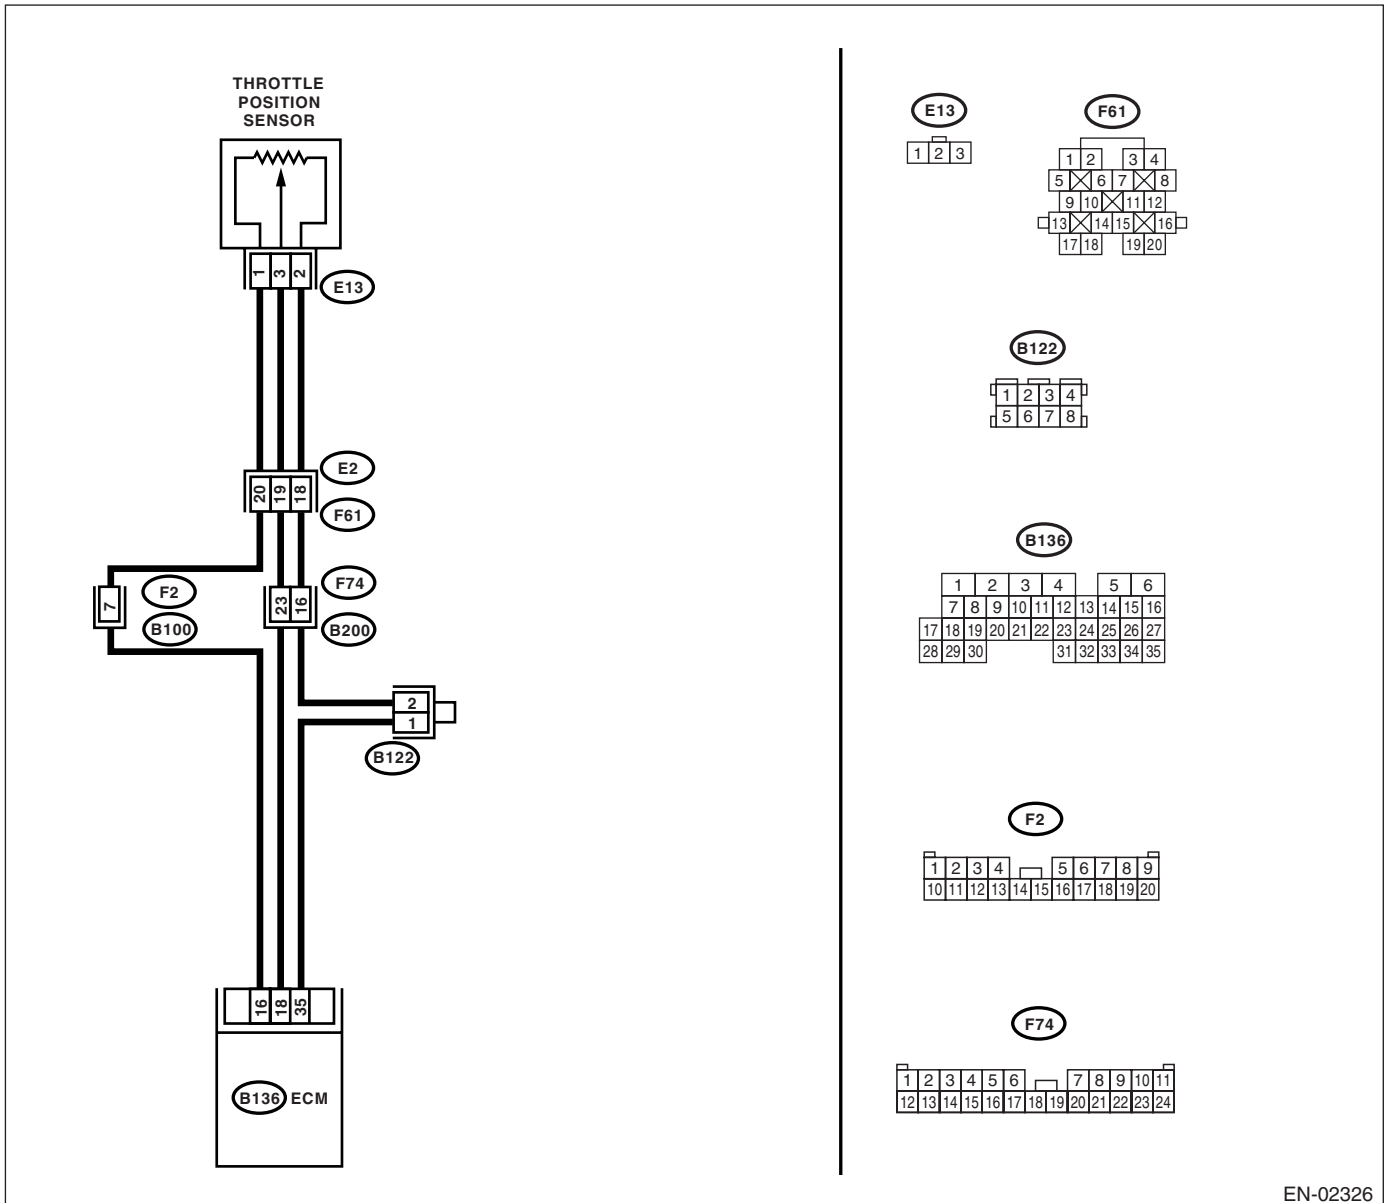 THROTTLE
POSITION
SENSOR
1 3 2
E13
E2
20 19 18
F61
F74
7
F2
23 16
B100
B200
2
1
B122
16 18 35
B136 ECM
E13
1 2 3
F61
1 2 3 4
5 6 7 8
9 10 11 12
13 14 15 16
17 18 19 20
B122
1 2 3 4
5 6 7 8
B136
1 2 3 4 5 6
7 8 9 10 11 12 13 14 15 16
17 18 19 20 21 22 23 24 25 26 27
28 29 30 31 32 33 34 35
F2
1 2 3 4 5 6 7 8 9
10 11 12 13 14 15 16 17 18 19 20
F74
1 2 3 4 5 6 7 8 9 10 11
12 13 14 15 16 17 18 19 20 21 22 23 24
EN-02326